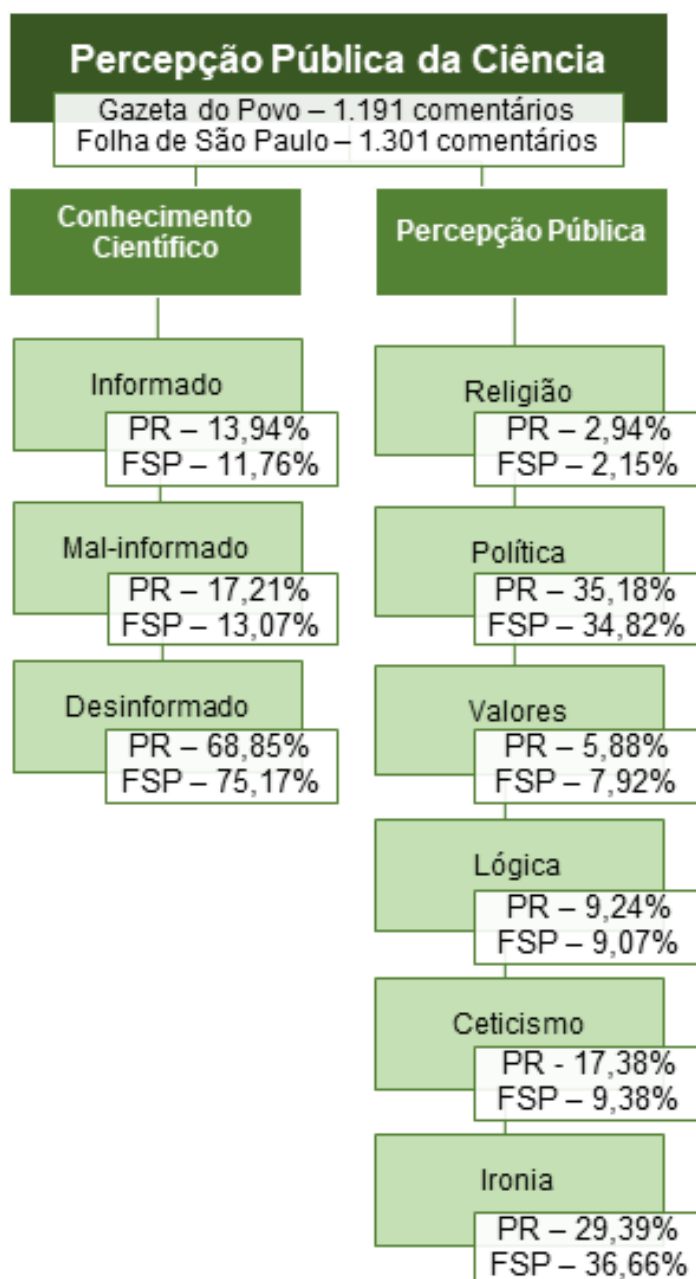 Percepção Pública da Ciência
Gazeta do Povo – 1.191 comentários
Folha de São Paulo – 1.301 comentários
Conhecimento
Científico
Informado
PR – 13,94%
FSP – 11,76%
Mal-informado
PR – 17,21%
FSP – 13,07%
Desinformado
PR – 68,85%
FSP – 75,17%
Percepção Pública
Religião
PR – 2,94%
FSP – 2,15%
Política
PR – 35,18%
FSP – 34,82%
Valores
PR – 5,88%
FSP – 7,92%
Lógica
PR – 9,24%
FSP – 9,07%
Ceticismo
PR - 17,38%
FSP – 9,38%
Ironia
PR – 29,39%
FSP – 36,66%